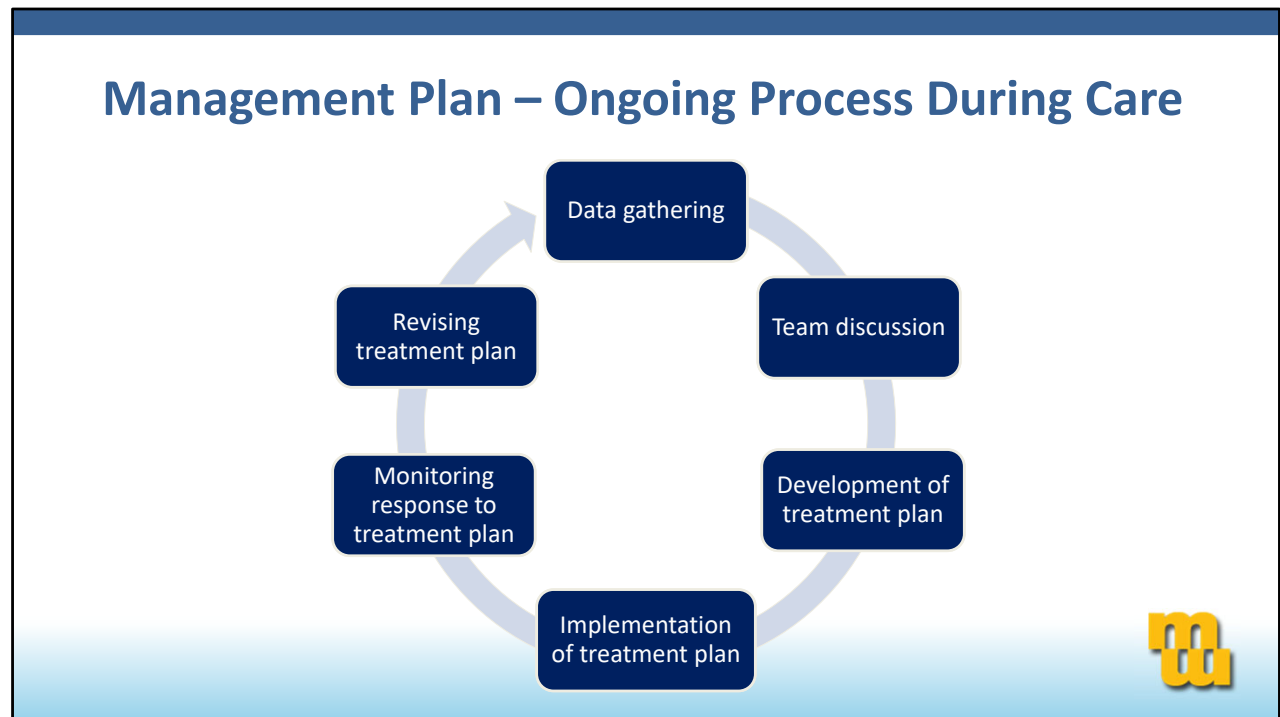 Management Plan – Ongoing Process During Care
Data gathering
Team discussion
Development of
treatment plan
Implementation
of treatment plan
Monitoring
response to
treatment plan
Revising
treatment plan